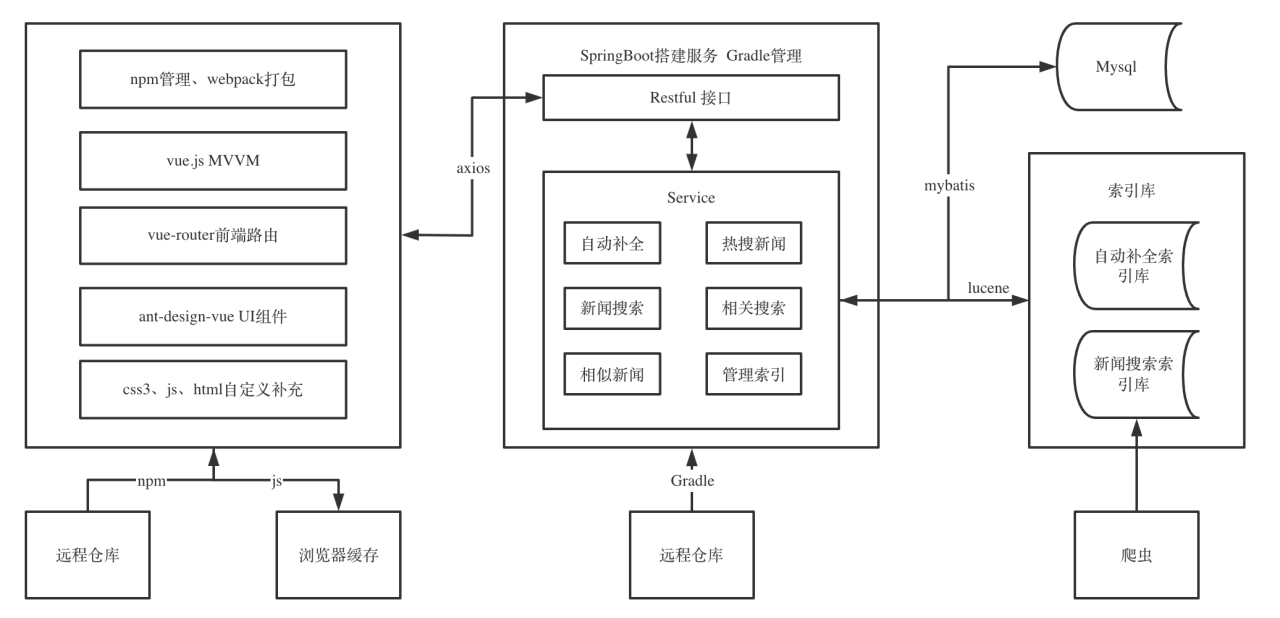 npm管理、webpack打包
vue.js MVVM
vue-router前端路由
ant-design-vue UI组件
css3、js、html自定义补充
npm
js
远程仓库
浏览器缓存
axios
SpringBoot搭建服务 Gradle管理
Restful 接口
Service
自动补全
热搜新闻
新闻搜索
相关搜索
相似新闻
管理索引
Gradle
远程仓库
mybatis
lucene
Mysql
索引库
自动补全索
引库
新闻搜索索
引库
爬虫